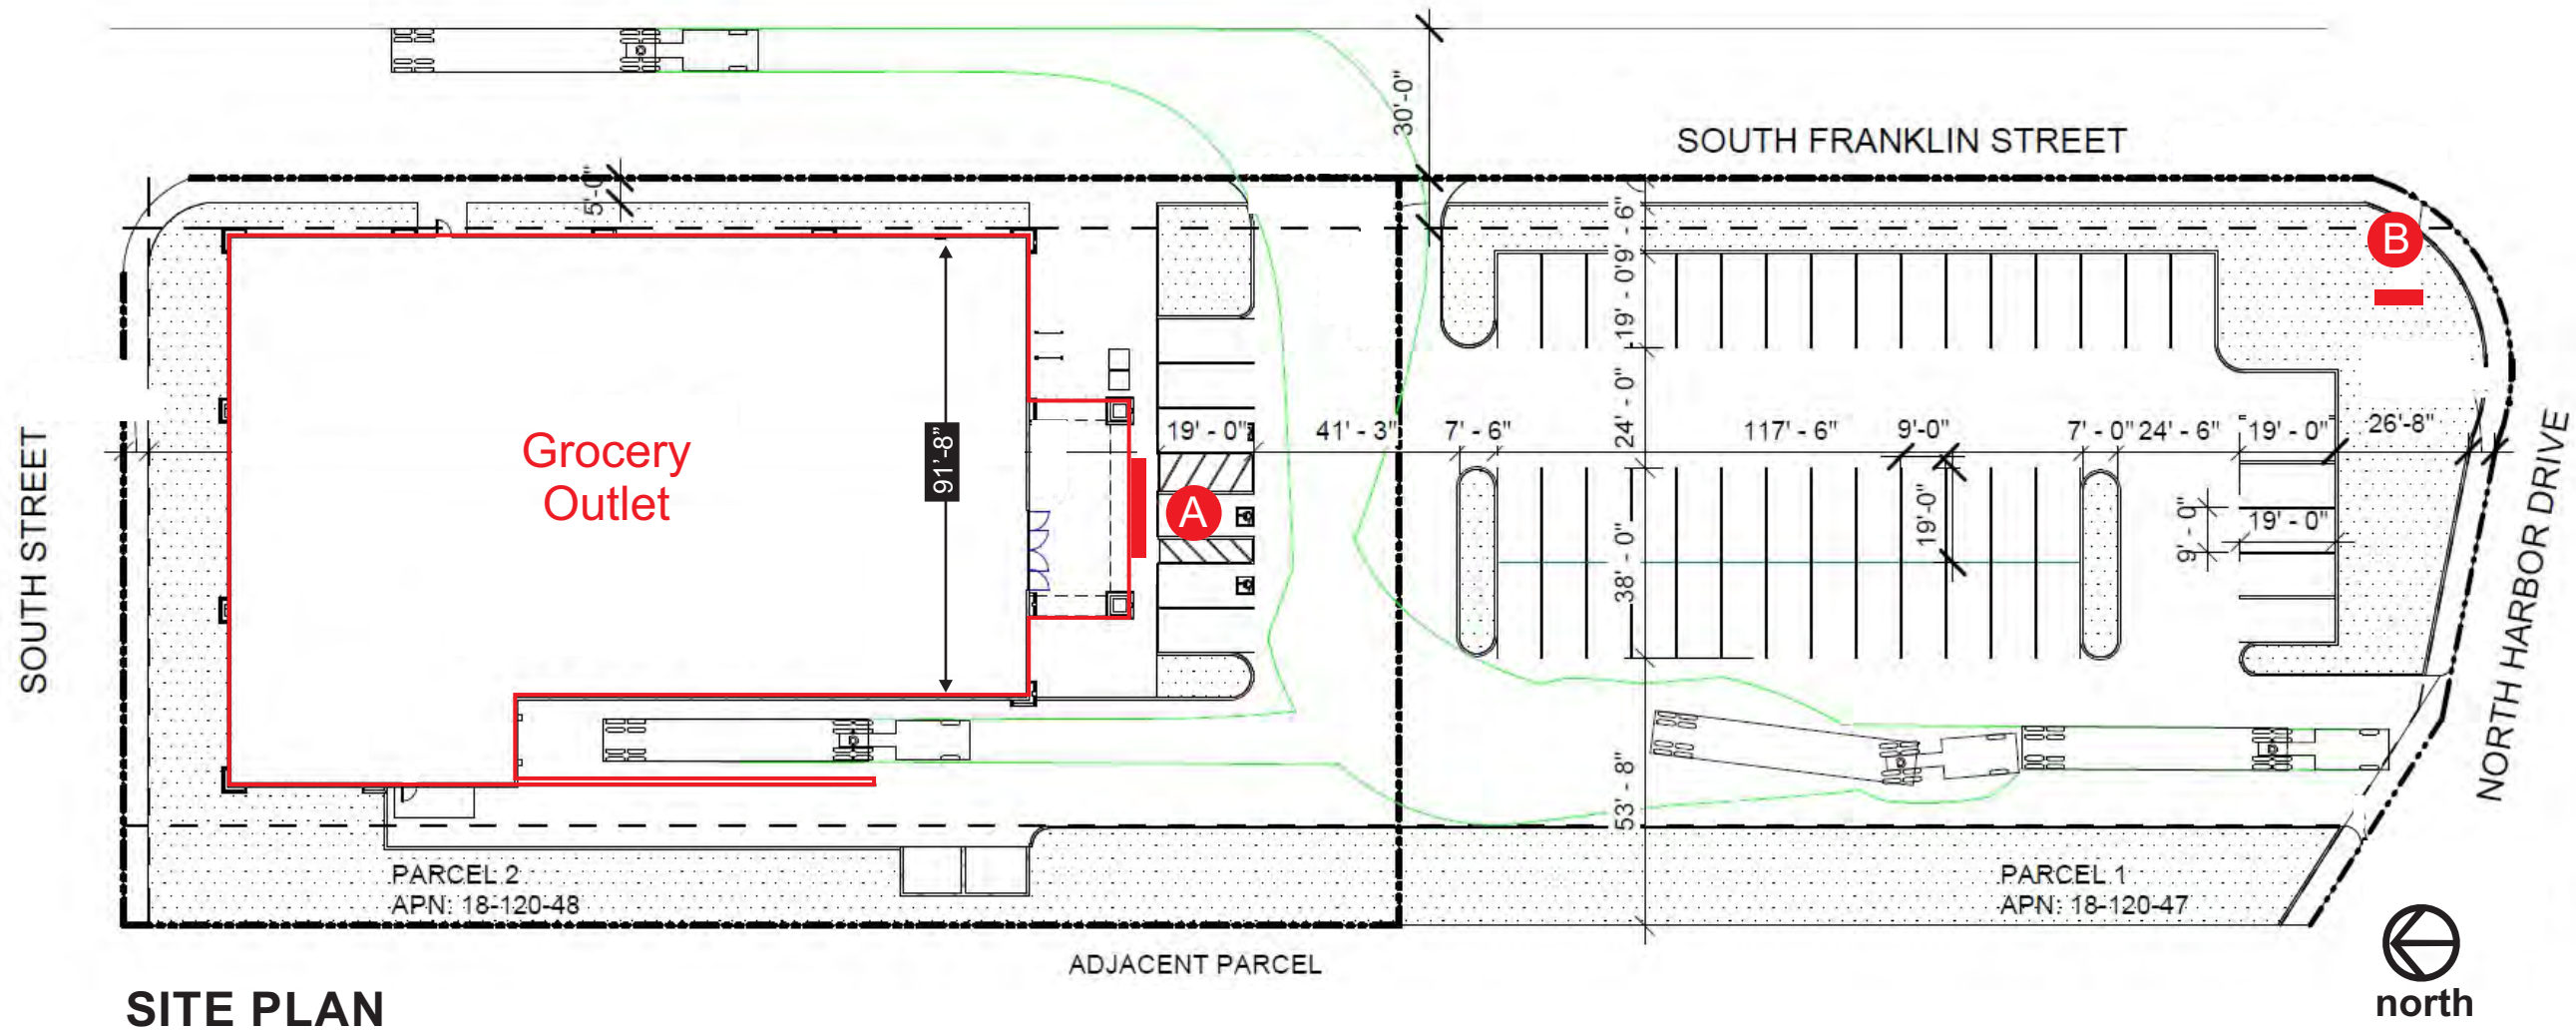 30'-0"
SOUTH FRANKLIN STREET
5'-0"
6"
9' - 6"
B
19' - 0"
91'-8"
Grocery
Outlet
A
19' - 0"
41' - 3"
7' - 6"
24' - 0"
117' - 6"
9'-0"
7' - 0"
24' - 6"
19' - 0"
26'-8"
19'-0"
9' - 0"
19' - 0"
38' - 0"
SOUTH STREET
NORTH HARBOR DRIVE
53' - 8"
PARCEL 2
APN: 18-120-48
PARCEL 1
APN: 18-120-47
ADJACENT PARCEL
SITE PLAN
north